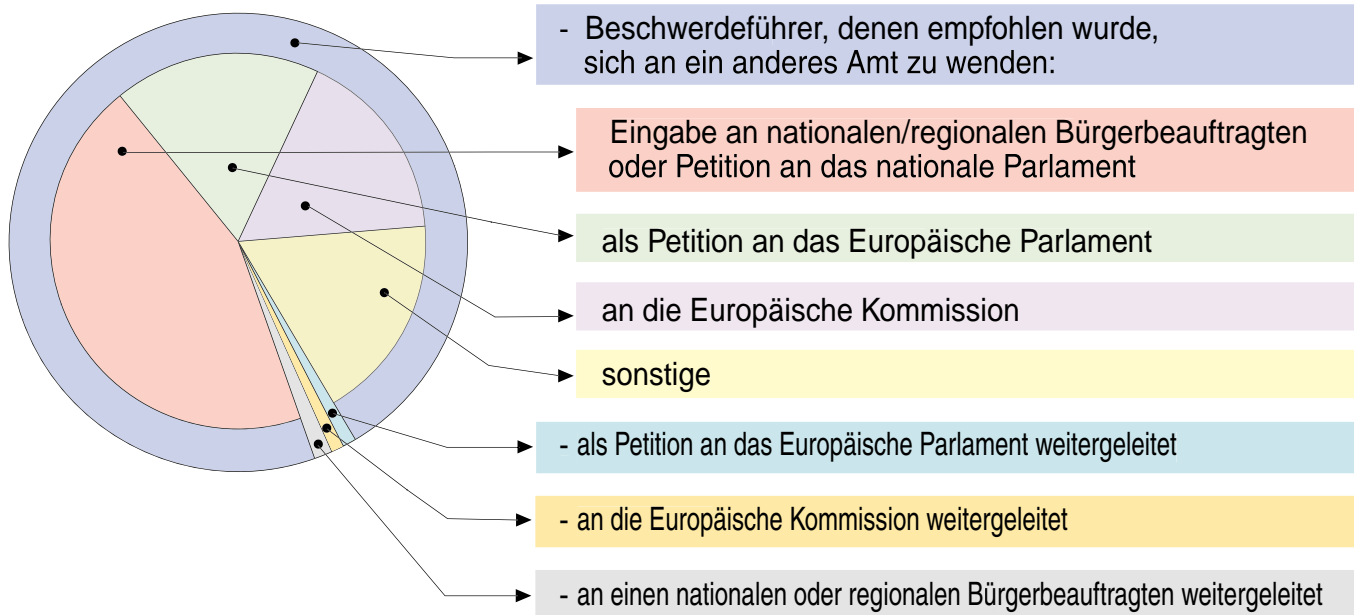 - Beschwerdeführer, denen empfohlen wurde,
sich an ein anderes Amt zu wenden:
Eingabe an nationalen/regionalen Bürgerbeauftragten
oder Petition an das nationale Parlament
als Petition an das Europäische Parlament
an die Europäische Kommission
sonstige
- als Petition an das Europäische Parlament weitergeleitet
- an die Europäische Kommission weitergeleitet
- an einen nationalen oder regionalen Bürgerbeauftragten weitergeleitet